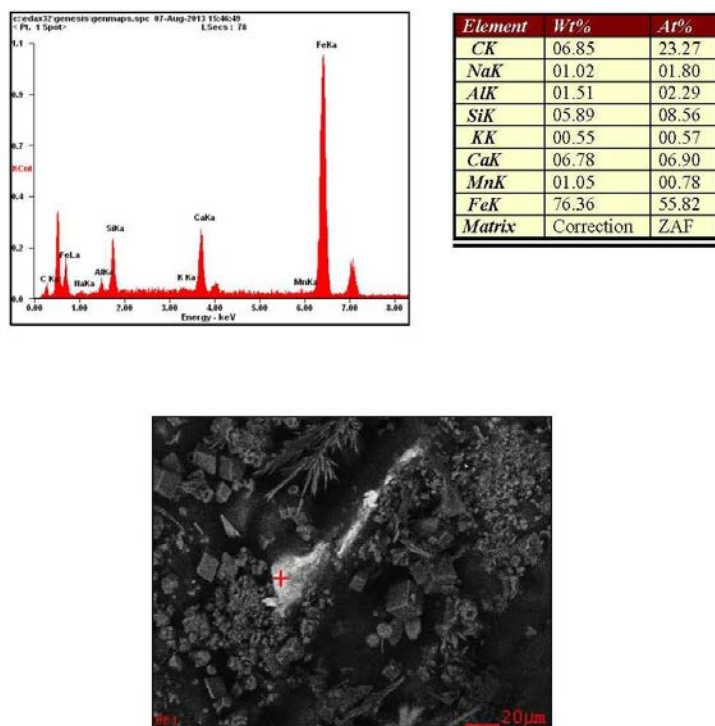 c:\edax32\genesis\genmaps.spc 07-Aug-2013 15:46:49
< Pt. 1 Spot> LSecs : 78
1.1
0.9
0.7
KCnt
0.4
0.2
0.0
C Ka
FeLa
NaKa
AlKa
SiKa
K Ka
CaKa
MnKa
FeKa
0.00 1.00 2.00 3.00 4.00 5.00 6.00 7.00 8.00
Energy - keV
Element Wt% At%
CK 06.85 23.27
NaK 01.02 01.80
AlK 01.51 02.29
SiK 05.89 08.56
KK 00.55 00.57
CaK 06.78 06.90
MnK 01.05 00.78
FeK 76.36 55.82
Matrix Correction ZAF
20µm